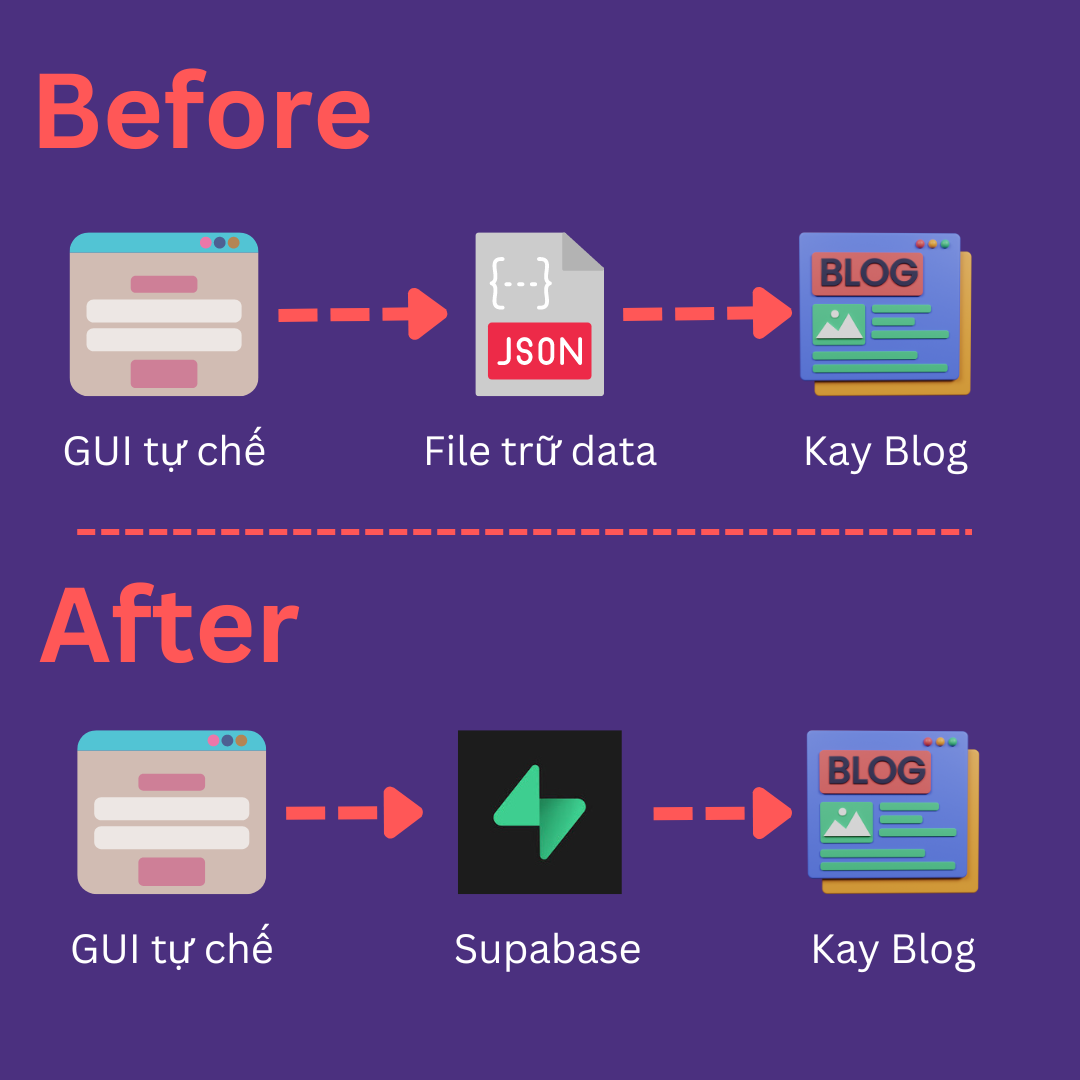 Before
BLOG
{---}
JSON
GUI tự chế
File trữ data
Kay Blog
After
BLOG
GUI tự chế
Supabase
Kay Blog